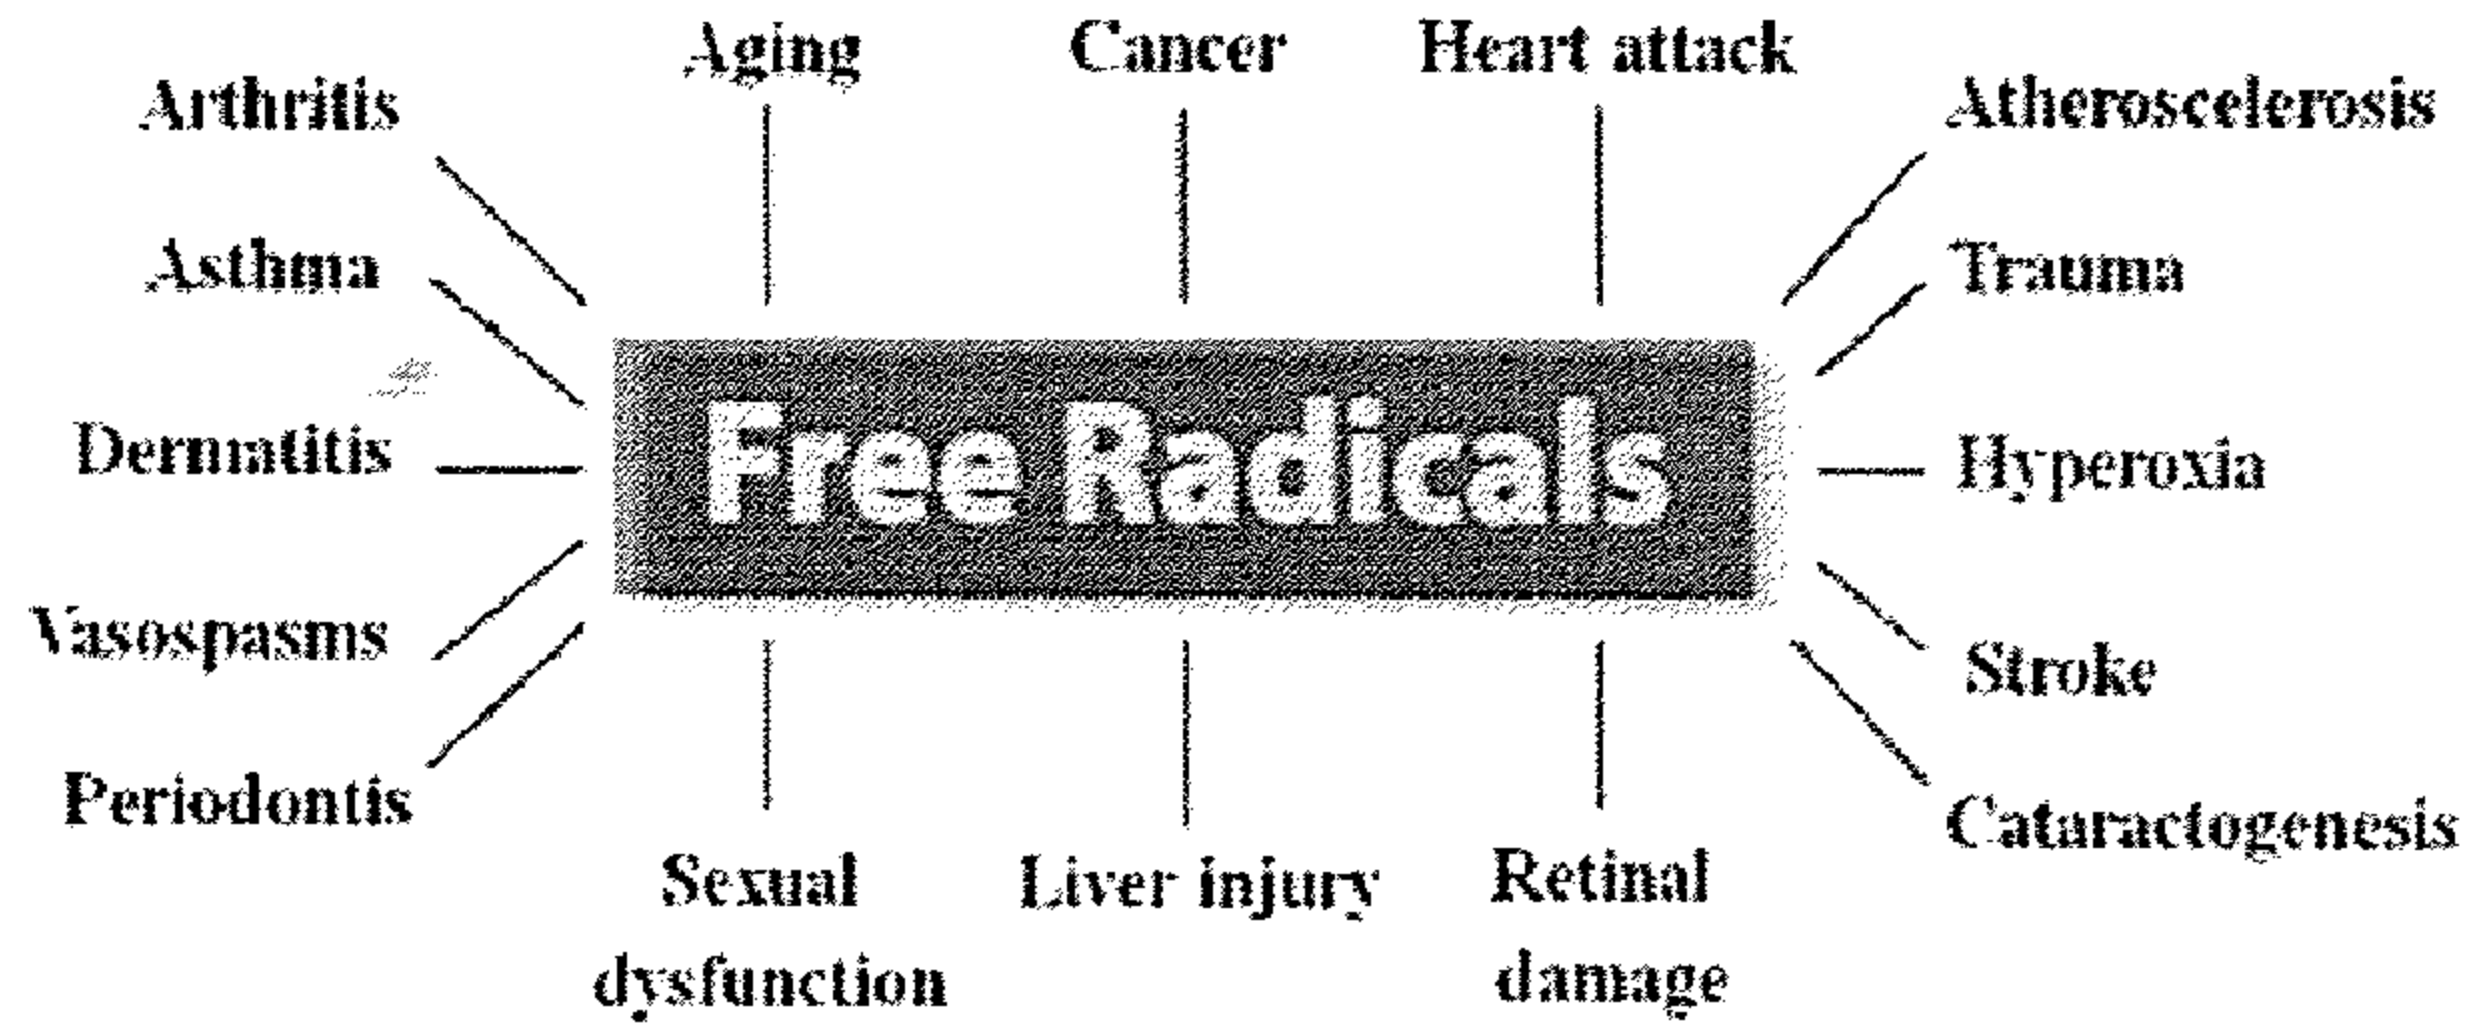 Aging
Cancer
Heart attack
Arthritis
Atheroscelerosis
Asthma
Trauma
Free Radicals
Dermatitis
Hyperoxia
Vasospasms
Stroke
Periodontis
Cataractogenesis
Sexual
dysfunction
Liver injury
Retinal
damage